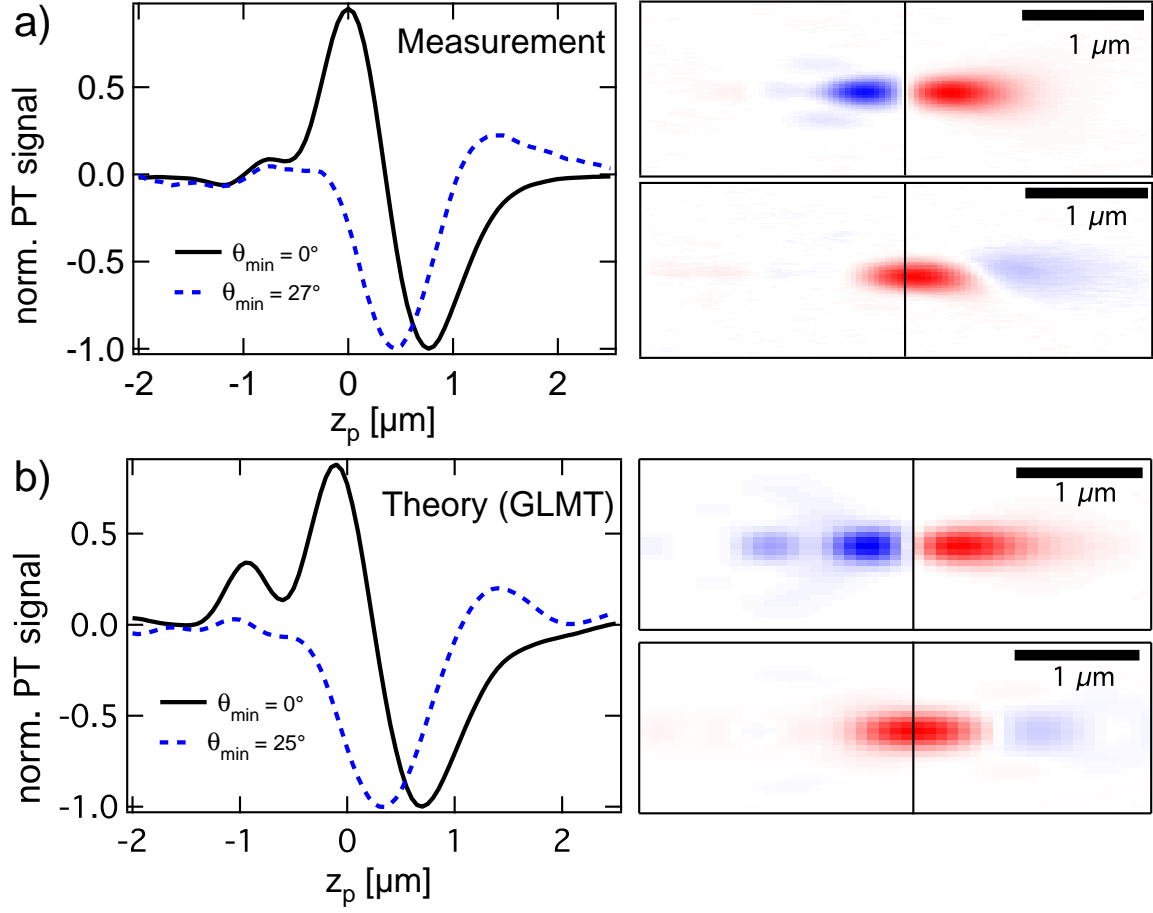 a)
Measurement
norm. PT signal
0.5
0.0
-0.5
-1.0
θmin = 0°
θmin = 27°
-2 -1 0 1 2
zp [µm]
1 µm
1 µm
b)
Theory (GLMT)
norm. PT signal
0.5
0.0
-0.5
-1.0
θmin = 0°
θmin = 25°
-2 -1 0 1 2
zp [µm]
1 µm
1 µm